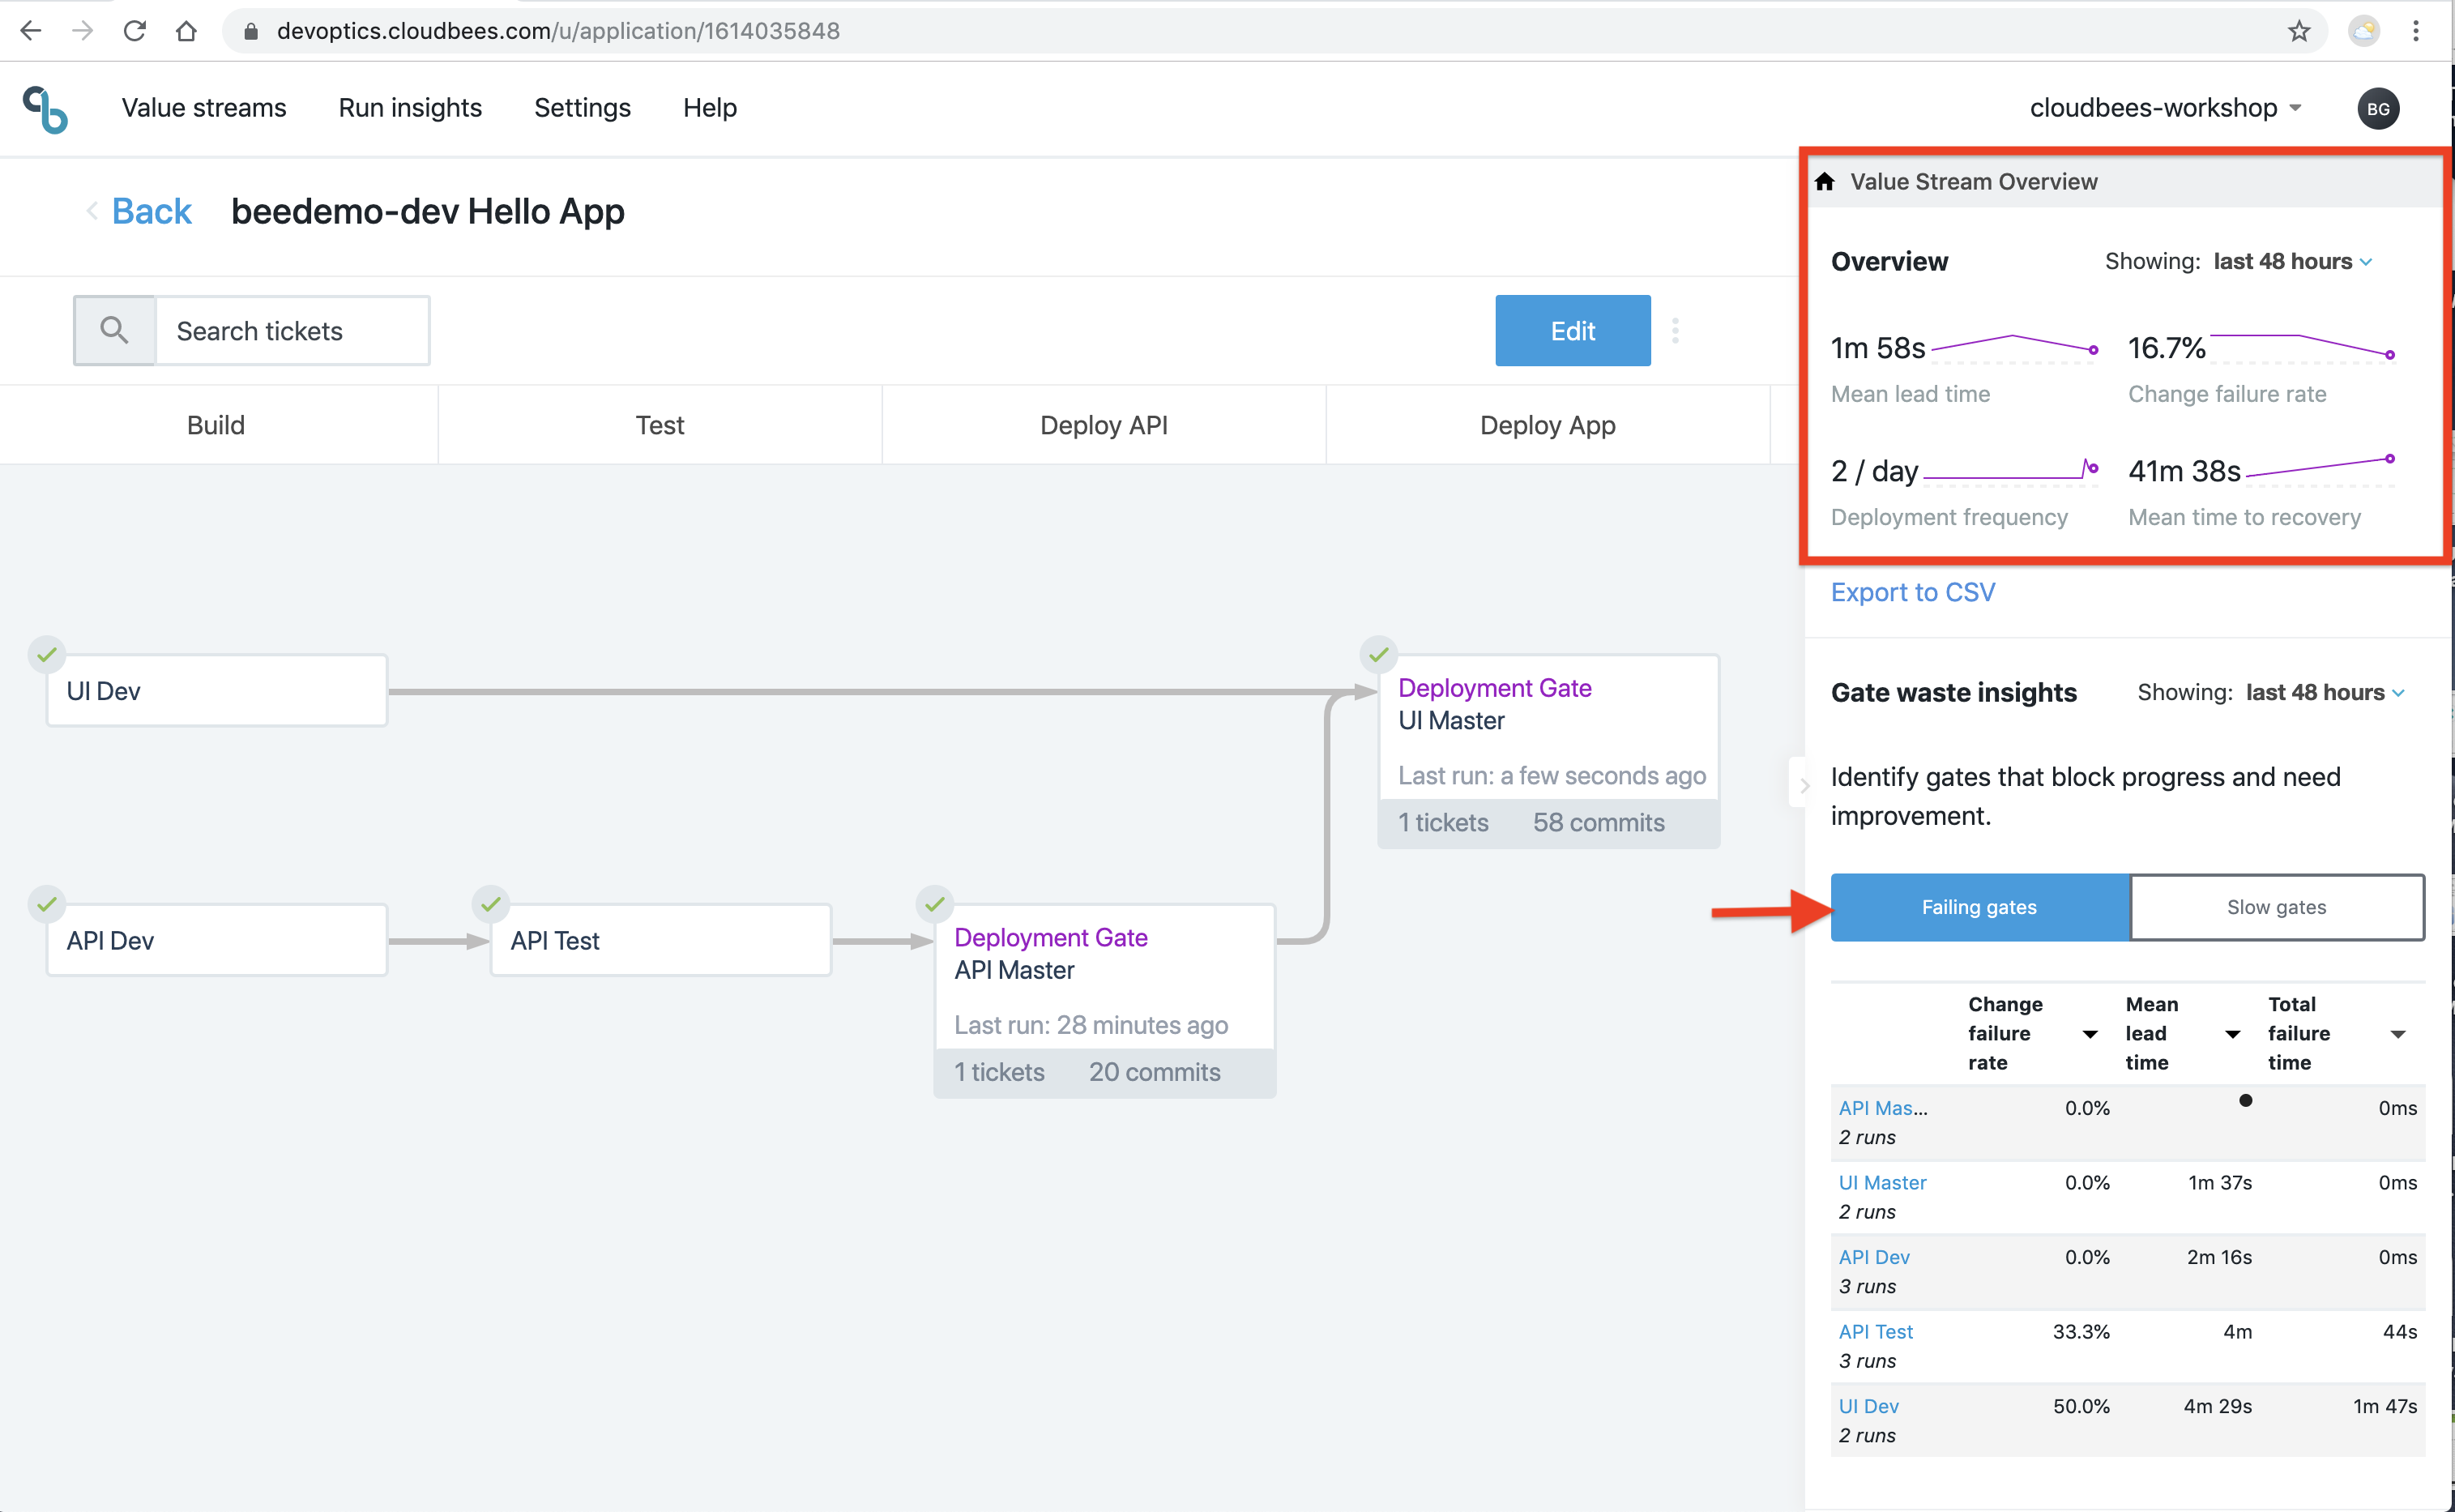 devoptics.cloudbees.com/u/application/1614035848
Value streams Run insights Settings Help cloudbees-workshop BG
Back beedemo-dev Hello App
Search tickets Edit
Build Test Deploy API Deploy App
UI Dev
Deployment Gate
UI Master
Last run: a few seconds ago
1 tickets 58 commits
API Dev
API Test
Deployment Gate
API Master
Last run: 28 minutes ago
1 tickets 20 commits
Value Stream Overview
Overview Showing: last 48 hours
1m 58s 16.7%
Mean lead time Change failure rate
2 / day 41m 38s
Deployment frequency Mean time to recovery
Export to CSV
Gate waste insights Showing: last 48 hours
Identify gates that block progress and need
improvement.
Failing gates Slow gates
Change Mean Total
failure lead failure
rate time time
API Mas... 0.0% 0ms
2 runs
UI Master 0.0% 1m 37s 0ms
2 runs
API Dev 0.0% 2m 16s 0ms
3 runs
API Test 33.3% 4m 44s
3 runs
UI Dev 50.0% 4m 29s 1m 47s
2 runs